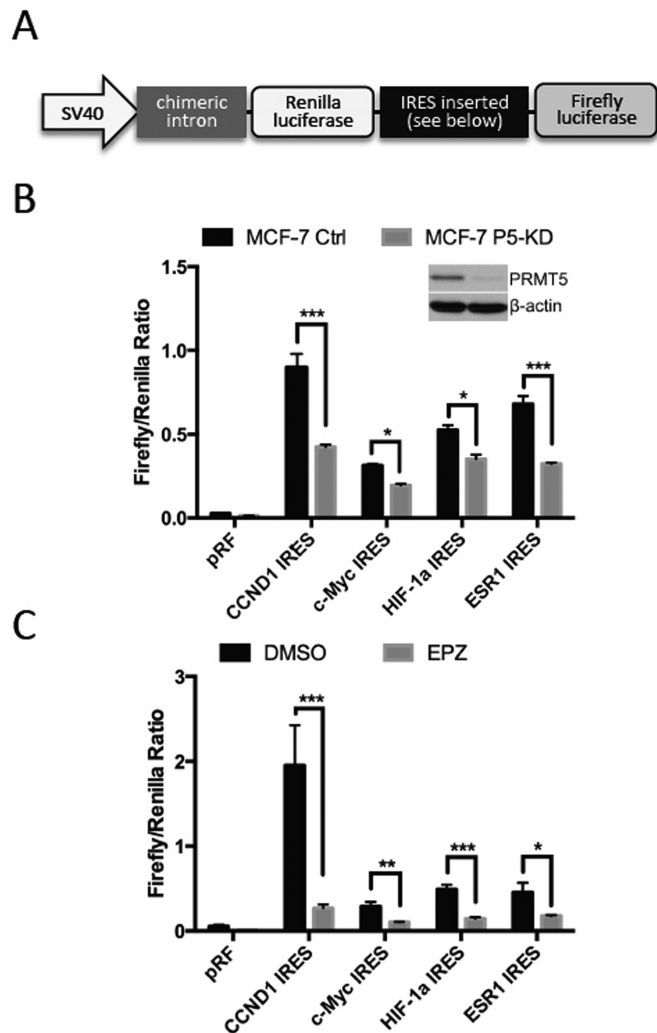 A
SV40
chimeric
intron
Renilla
luciferase
IRES inserted
(see below)
Firefly
luciferase
B
MCF-7 Ctrl
MCF-7 P5-KD
PRMT5
β-actin
Firefly/Renilla Ratio
1.5
1.0
0.5
0.0
***
*
*
***
pRF
CCND1 IRES
c-Myc IRES
HIF-1a IRES
ESR1 IRES
C
DMSO
EPZ
Firefly/Renilla Ratio
3
2
1
0
***
**
***
*
pRF
CCND1 IRES
c-Myc IRES
HIF-1a IRES
ESR1 IRES